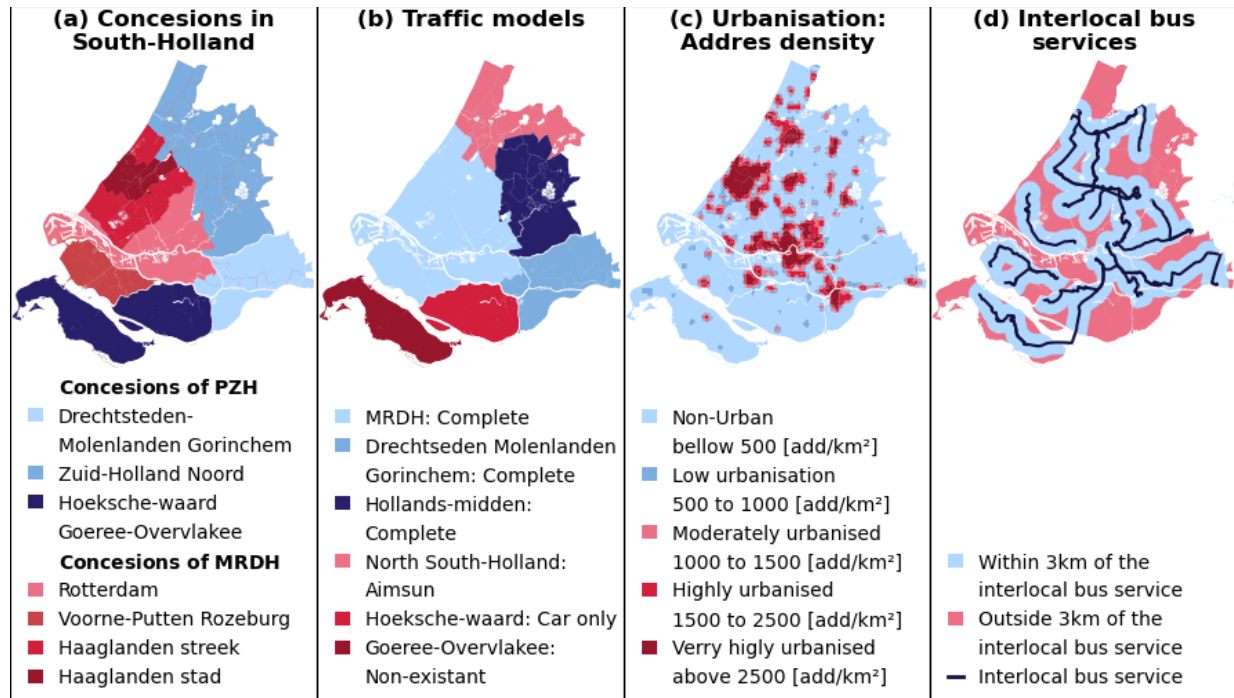 (a) Concesions in
South-Holland
Concesions of PZH
Drechtsteden-
Molenlanden Gorinchem
Zuid-Holland Noord
Hoeksche-waard
Goeree-Overvlakee
Concesions of MRDH
Rotterdam
Voorne-Putten Rozeburg
Haaglanden streek
Haaglanden stad
(b) Traffic models
MRDH: Complete
Drechtseden Molenlanden
Gorinchem: Complete
Hollands-midden:
Complete
North South-Holland:
Aimsun
Hoeksche-waard: Car only
Goeree-Overvlakee:
Non-existant
(c) Urbanisation:
Addres density
Non-Urban
bellow 500 [add/km²]
Low urbanisation
500 to 1000 [add/km²]
Moderately urbanised
1000 to 1500 [add/km²]
Highly urbanised
1500 to 2500 [add/km²]
Verry higly urbanised
above 2500 [add/km²]
(d) Interlocal bus
services
Within 3km of the
interlocal bus service
Outside 3km of the
interlocal bus service
Interlocal bus service